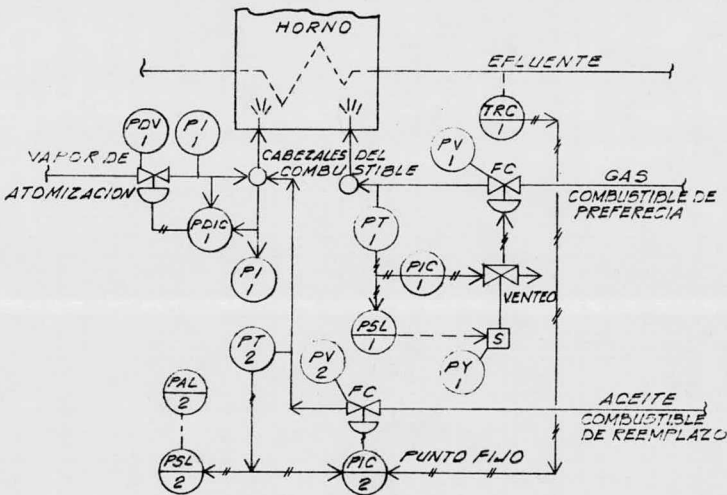 HORNO
EFLUENTE
TRC
1
PDV
1
PI
1
PV
1
VAPOR DE
ATOMIZACION
CABEZALES DEL
COMBUSTIBLE
FC
GAS
COMBUSTIBLE DE
PREFERECIA
PDIC
1
PT
1
PI
1
PIC
1
VENTEO
PSL
1
S
PY
1
PT
2
PV
2
FC
PAL
2
ACEITE
COMBUSTIBLE
DE REEMPLAZO
PSL
2
PIC
2
PUNTO FIJO